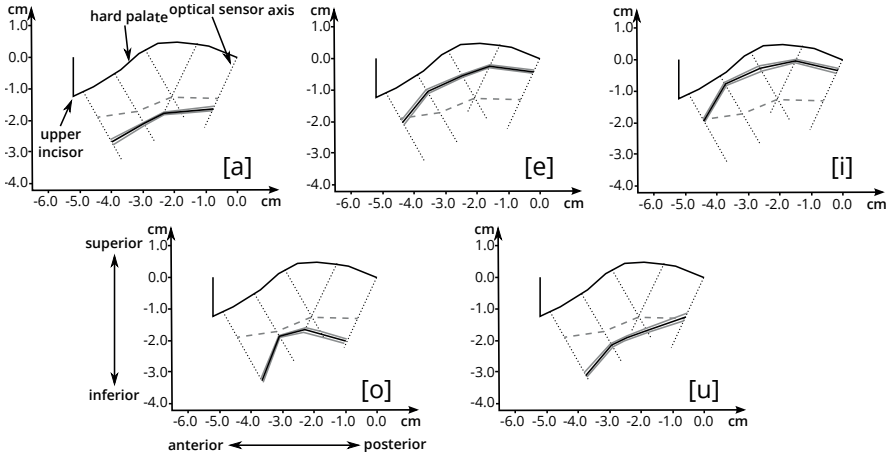 cm cm cm
hard palate optical sensor axis
1.0 1.0 1.0
0.0 0.0 0.0
-1.0 -1.0 -1.0
-2.0 -2.0 -2.0
upper
incisor
-3.0 -3.0 -3.0
[a] [e] [i]
-4.0 -4.0 -4.0
-6.0 -5.0 -4.0 -3.0 -2.0 -1.0 0.0 cm -6.0 -5.0 -4.0 -3.0 -2.0 -1.0 0.0 cm -6.0 -5.0 -4.0 -3.0 -2.0 -1.0 0.0 cm
cm cm
superior
1.0 1.0
0.0 0.0
-1.0 -1.0
-2.0 -2.0
-3.0 -3.0
[o] [u]
inferior
-4.0 -4.0
-6.0 -5.0 -4.0 -3.0 -2.0 -1.0 0.0 cm -6.0 -5.0 -4.0 -3.0 -2.0 -1.0 0.0 cm
anterior posterior